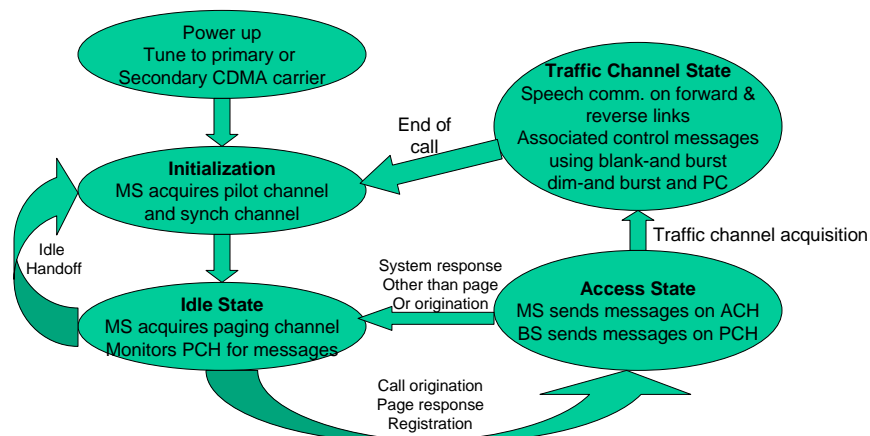 Power up
Tune to primary or
Secondary CDMA carrier
Initialization
MS acquires pilot channel
and synch channel
Idle
Handoff
Idle State
MS acquires paging channel
Monitors PCH for messages
Call origination
Page response
Registration
System response
Other than page
Or origination
Access State
MS sends messages on ACH
BS sends messages on PCH
Traffic channel acquisition
Traffic Channel State
Speech comm. on forward &
reverse links
Associated control messages
using blank-and burst
dim-and burst and PC
End of
call